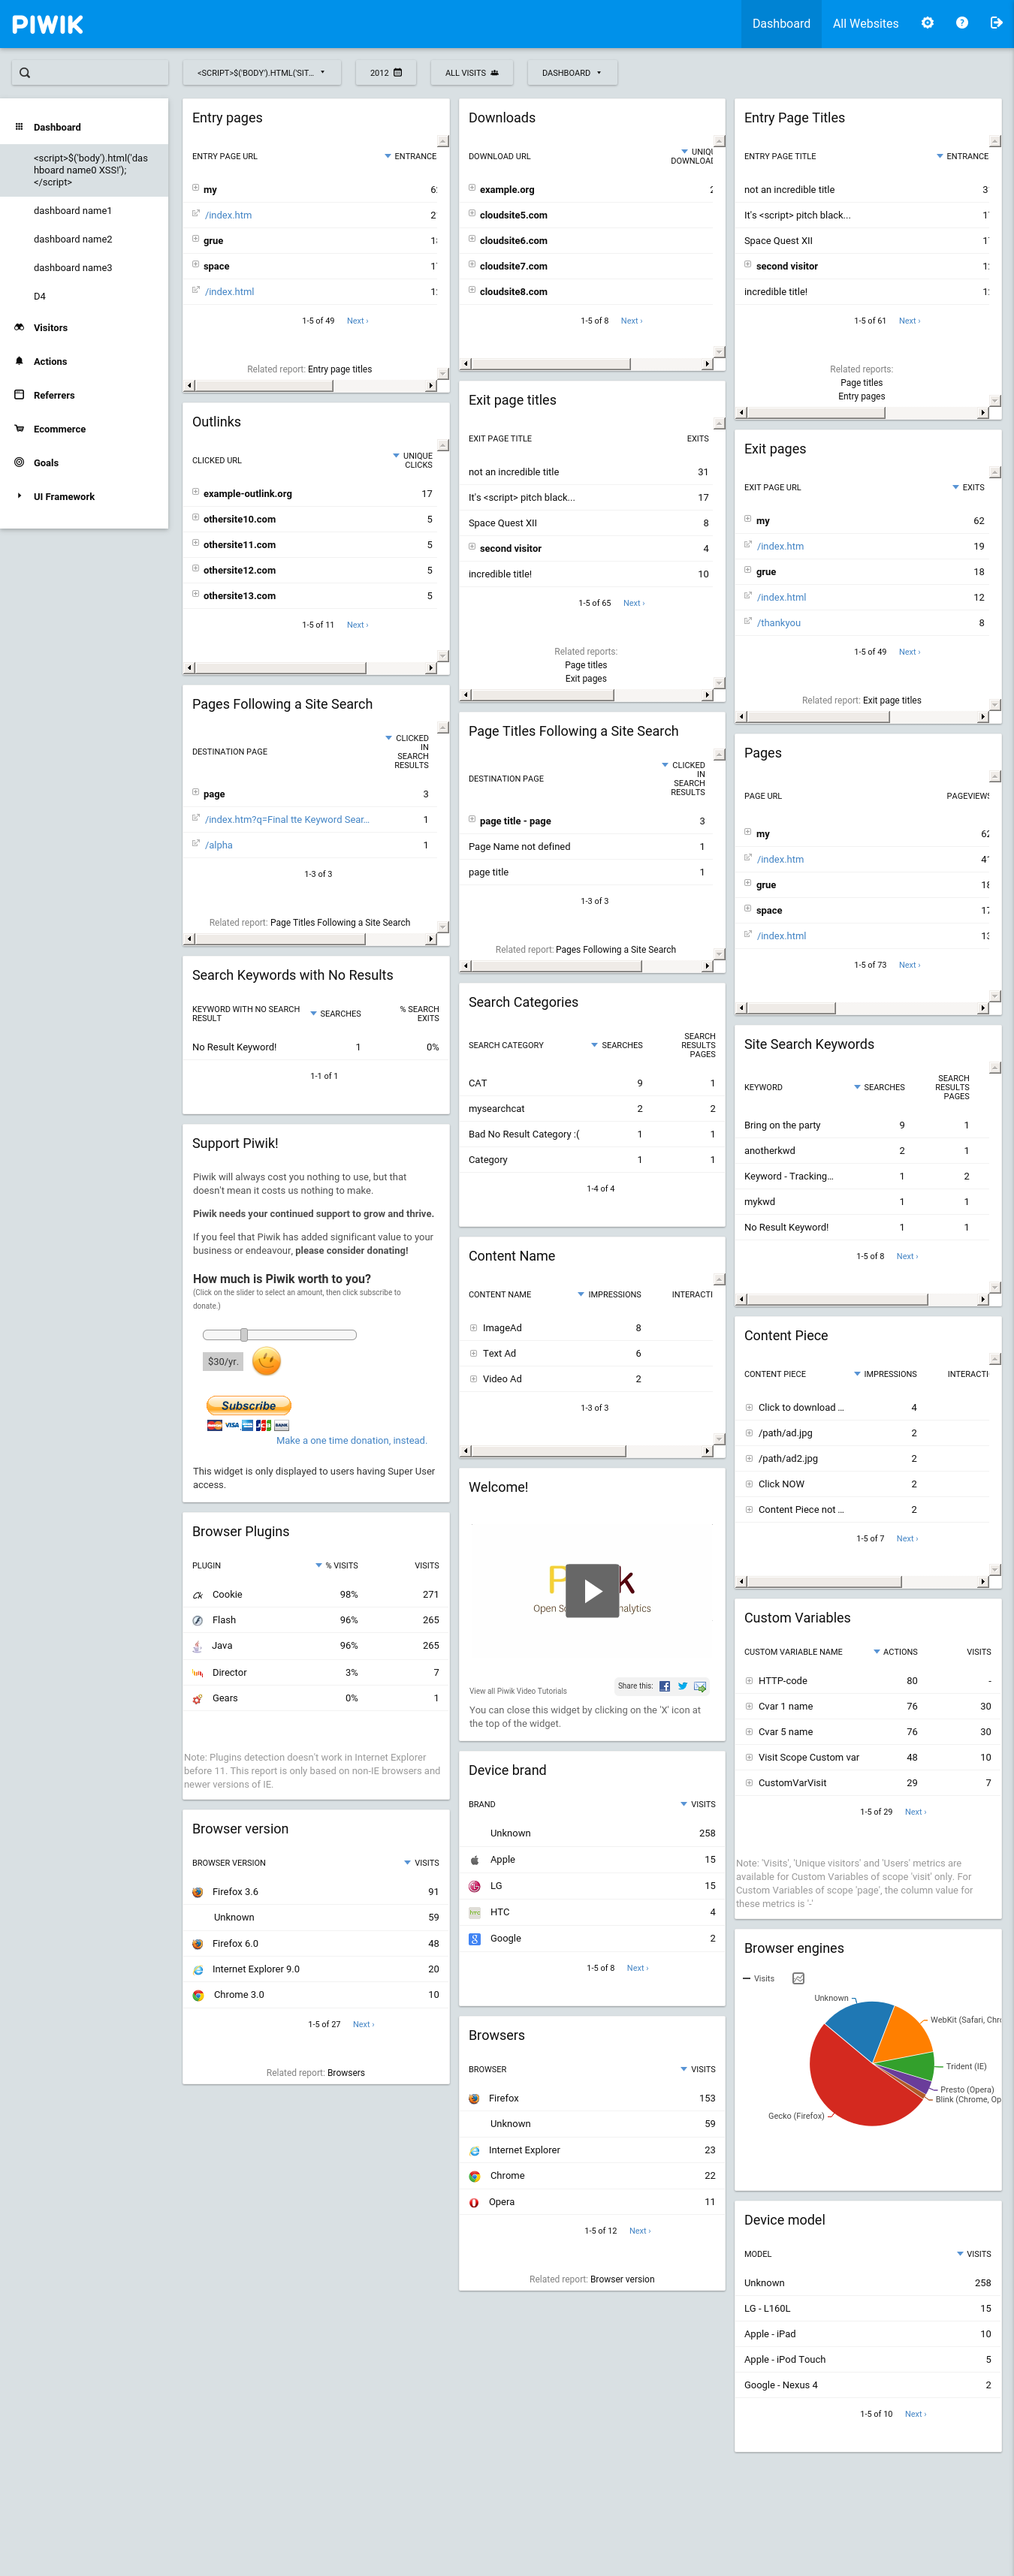 PIWIK
Dashboard All Websites
<SCRIPT>$('BODY').HTML('SIT... 2012 ALL VISITS DASHBOARD
Dashboard
<script>$('body').html('das
hboard name0 XSS!');
</script>
dashboard name1
dashboard name2
dashboard name3
D4
Visitors
Actions
Referrers
Ecommerce
Goals
UI Framework
Entry pages
ENTRY PAGE URL ENTRANCE
my
/index.htm
grue
space
/index.html
1-5 of 49 Next ›
Related report: Entry page titles
Outlinks
CLICKED URL UNIQUE
CLICKS
example-outlink.org 17
othersite10.com 5
othersite11.com 5
othersite12.com 5
othersite13.com 5
1-5 of 11 Next ›
Pages Following a Site Search
DESTINATION PAGE CLICKED
IN
SEARCH
RESULTS
page 3
/index.htm?q=Final tte Keyword Sear... 1
/alpha 1
1-3 of 3
Related report: Page Titles Following a Site Search
Search Keywords with No Results
KEYWORD WITH NO SEARCH
RESULT SEARCHES % SEARCH
EXITS
No Result Keyword! 1 0%
1-1 of 1
Support Piwik!
Piwik will always cost you nothing to use, but that
doesn't mean it costs us nothing to make.
Piwik needs your continued support to grow and thrive.
If you feel that Piwik has added significant value to your
business or endeavour, please consider donating!
How much is Piwik worth to you?
(Click on the slider to select an amount, then click subscribe to
donate.)
$30/yr.
Subscribe
VISA
BANK
Make a one time donation, instead.
This widget is only displayed to users having Super User
access.
Browser Plugins
PLUGIN % VISITS VISITS
Cookie 98% 271
Flash 96% 265
Java 96% 265
Director 3% 7
Gears 0% 1
Note: Plugins detection doesn't work in Internet Explorer
before 11. This report is only based on non-IE browsers and
newer versions of IE.
Browser version
BROWSER VERSION VISITS
Firefox 3.6 91
Unknown 59
Firefox 6.0 48
Internet Explorer 9.0 20
Chrome 3.0 10
1-5 of 27 Next ›
Related report: Browsers
Downloads
DOWNLOAD URL UNIQU
DOWNLOAD
example.org
cloudsite5.com
cloudsite6.com
cloudsite7.com
cloudsite8.com
1-5 of 8 Next ›
Exit page titles
EXIT PAGE TITLE EXITS
not an incredible title 31
It's <script> pitch black... 17
Space Quest XII 8
second visitor 4
incredible title! 10
1-5 of 65 Next ›
Related reports:
Page titles
Exit pages
Page Titles Following a Site Search
DESTINATION PAGE CLICKED
IN
SEARCH
RESULTS
page title - page 3
Page Name not defined 1
page title 1
1-3 of 3
Related report: Pages Following a Site Search
Search Categories
SEARCH CATEGORY SEARCHES SEARCH
RESULTS
PAGES
CAT 9 1
mysearchcat 2 2
Bad No Result Category :( 1 1
Category 1 1
1-4 of 4
Content Name
CONTENT NAME IMPRESSIONS INTERACTI
ImageAd 8
Text Ad 6
Video Ad 2
1-3 of 3
Welcome!
View all Piwik Video Tutorials Share this:
You can close this widget by clicking on the 'X' icon at
the top of the widget.
Device brand
BRAND VISITS
Unknown 258
Apple 15
LG 15
HTC 4
Google 2
1-5 of 8 Next ›
Browsers
BROWSER VISITS
Firefox 153
Unknown 59
Internet Explorer 23
Chrome 22
Opera 11
1-5 of 12 Next ›
Related report: Browser version
Entry Page Titles
ENTRY PAGE TITLE ENTRANCE
not an incredible title
It's <script> pitch black...
Space Quest XII
second visitor
incredible title!
1-5 of 61 Next ›
Related reports:
Page titles
Entry pages
Exit pages
EXIT PAGE URL EXITS
my 62
/index.htm 19
grue 18
/index.html 12
/thankyou 8
1-5 of 49 Next ›
Related report: Exit page titles
Pages
PAGE URL PAGEVIEWS
my 62
/index.htm 41
grue 18
space 17
/index.html 13
1-5 of 73 Next ›
Site Search Keywords
KEYWORD SEARCHES SEARCH
RESULTS
PAGES
Bring on the party 9 1
anotherkwd 2 1
Keyword - Tracking... 1 2
mykwd 1 1
No Result Keyword! 1 1
1-5 of 8 Next ›
Content Piece
CONTENT PIECE IMPRESSIONS INTERACTI
Click to download ... 4
/path/ad.jpg 2
/path/ad2.jpg 2
Click NOW 2
Content Piece not ... 2
1-5 of 7 Next ›
Custom Variables
CUSTOM VARIABLE NAME ACTIONS VISITS
HTTP-code 80 -
Cvar 1 name 76 30
Cvar 5 name 76 30
Visit Scope Custom var 48 10
CustomVarVisit 29 7
1-5 of 29 Next ›
Note: 'Visits', 'Unique visitors' and 'Users' metrics are
available for Custom Variables of scope 'visit' only. For
Custom Variables of scope 'page', the column value for
these metrics is '-'
Browser engines
Visits
Unknown
WebKit (Safari, Chro
Trident (IE)
Presto (Opera)
Blink (Chrome, Op
Gecko (Firefox)
Device model
MODEL VISITS
Unknown 258
LG - L160L 15
Apple - iPad 10
Apple - iPod Touch 5
Google - Nexus 4 2
1-5 of 10 Next ›